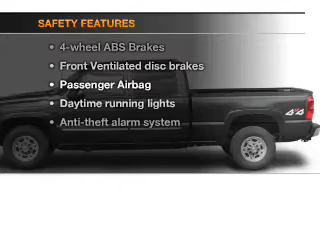 SAFETY FEATURES
• 4-wheel ABS Brakes
• Front Ventilated disc brakes
• Passenger Airbag
• Daytime running lights
• Anti-theft alarm system
4x4